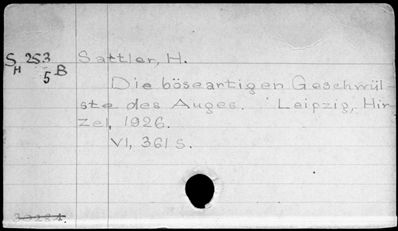 S 253 Sattler, H.
H 5 B
Die bösartigen Geschwül-
ste des Auges. Leipzig, Hir
zel, 1926.
VI, 361 S.